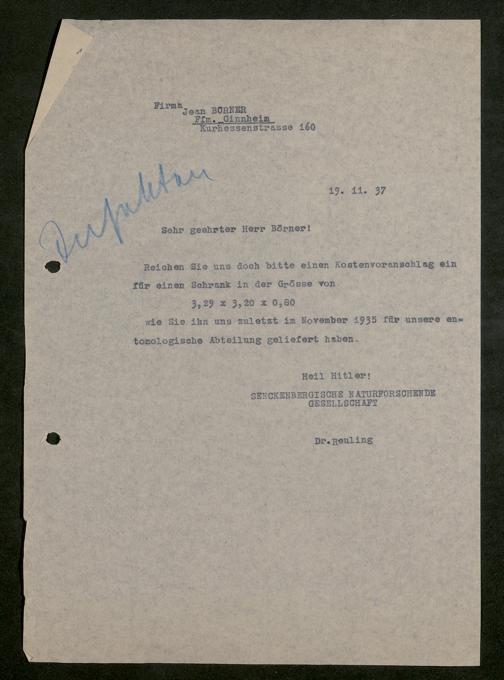 Firma
Jean BÖRNER
Ffm. Ginnheim
Kurhessenstrasse 160
19. 11. 37
Sehr geehrter Herr Börner!
Reichen Sie uns doch bitte einen Kostenvoranschlag ein
für einen Schrank in der Grösse von
3,29 x 3,20 x 0,80
wie Sie ihn uns zuletzt im November 1935 für unsere en=
tomologische Abteilung geliefert haben.
Heil Hitler!
SENCKENBERGISCHE NATURFORSCHENDE
GESELLSCHAFT
Dr.Reuling